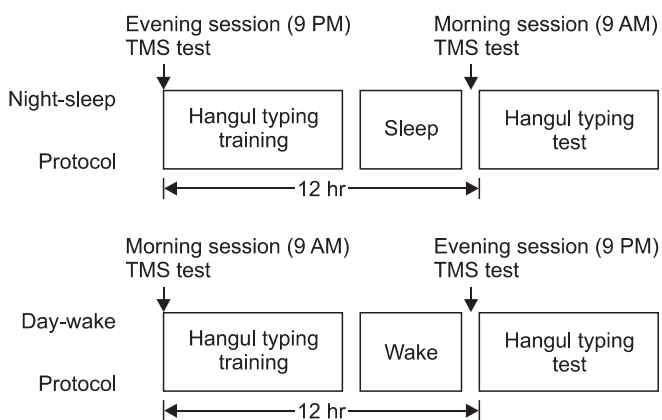 Evening session (9 PM) Morning session (9 AM)
TMS test TMS test
Night-sleep
Protocol
Hangul typing
training
Sleep
Hangul typing
test
12 hr
Morning session (9 AM) Evening session (9 PM)
TMS test TMS test
Day-wake
Protocol
Hangul typing
training
Wake
Hangul typing
test
12 hr